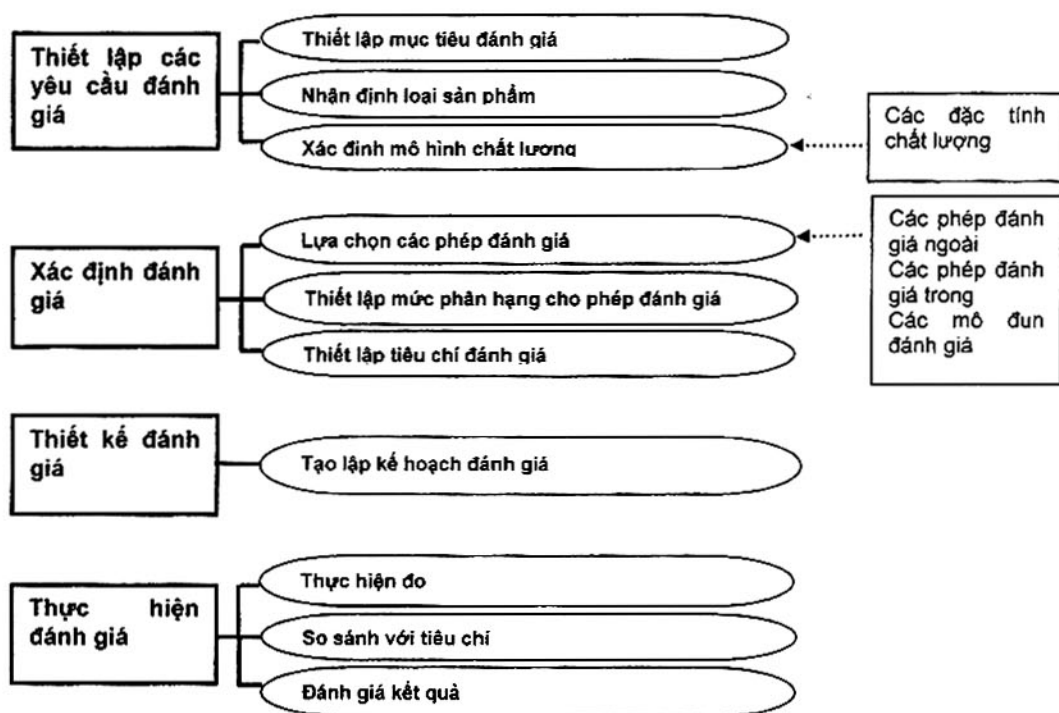 Thiết lập các
yêu cầu đánh
giá
Thiết lập mục tiêu đánh giá
Nhận định loại sản phẩm
Xác đinh mô hình chất lương
Các đặc tính
chất lượng
Xác định đánh
giá
Lựa chọn các phép đánh giá
Thiết lập mức phân hạng cho phép đánh giá
Thiết lập tiêu chí đánh giá
Các phép đánh
giá ngoài
Các phép đánh
giá trong
Các mô đun
đánh giá
Thiết kế đánh
giá
Tạo lập kế hoạch đánh giá
Thực hiện
đánh giá
Thực hiện đo
So sánh với tiêu chí
Đánh giá kết quả